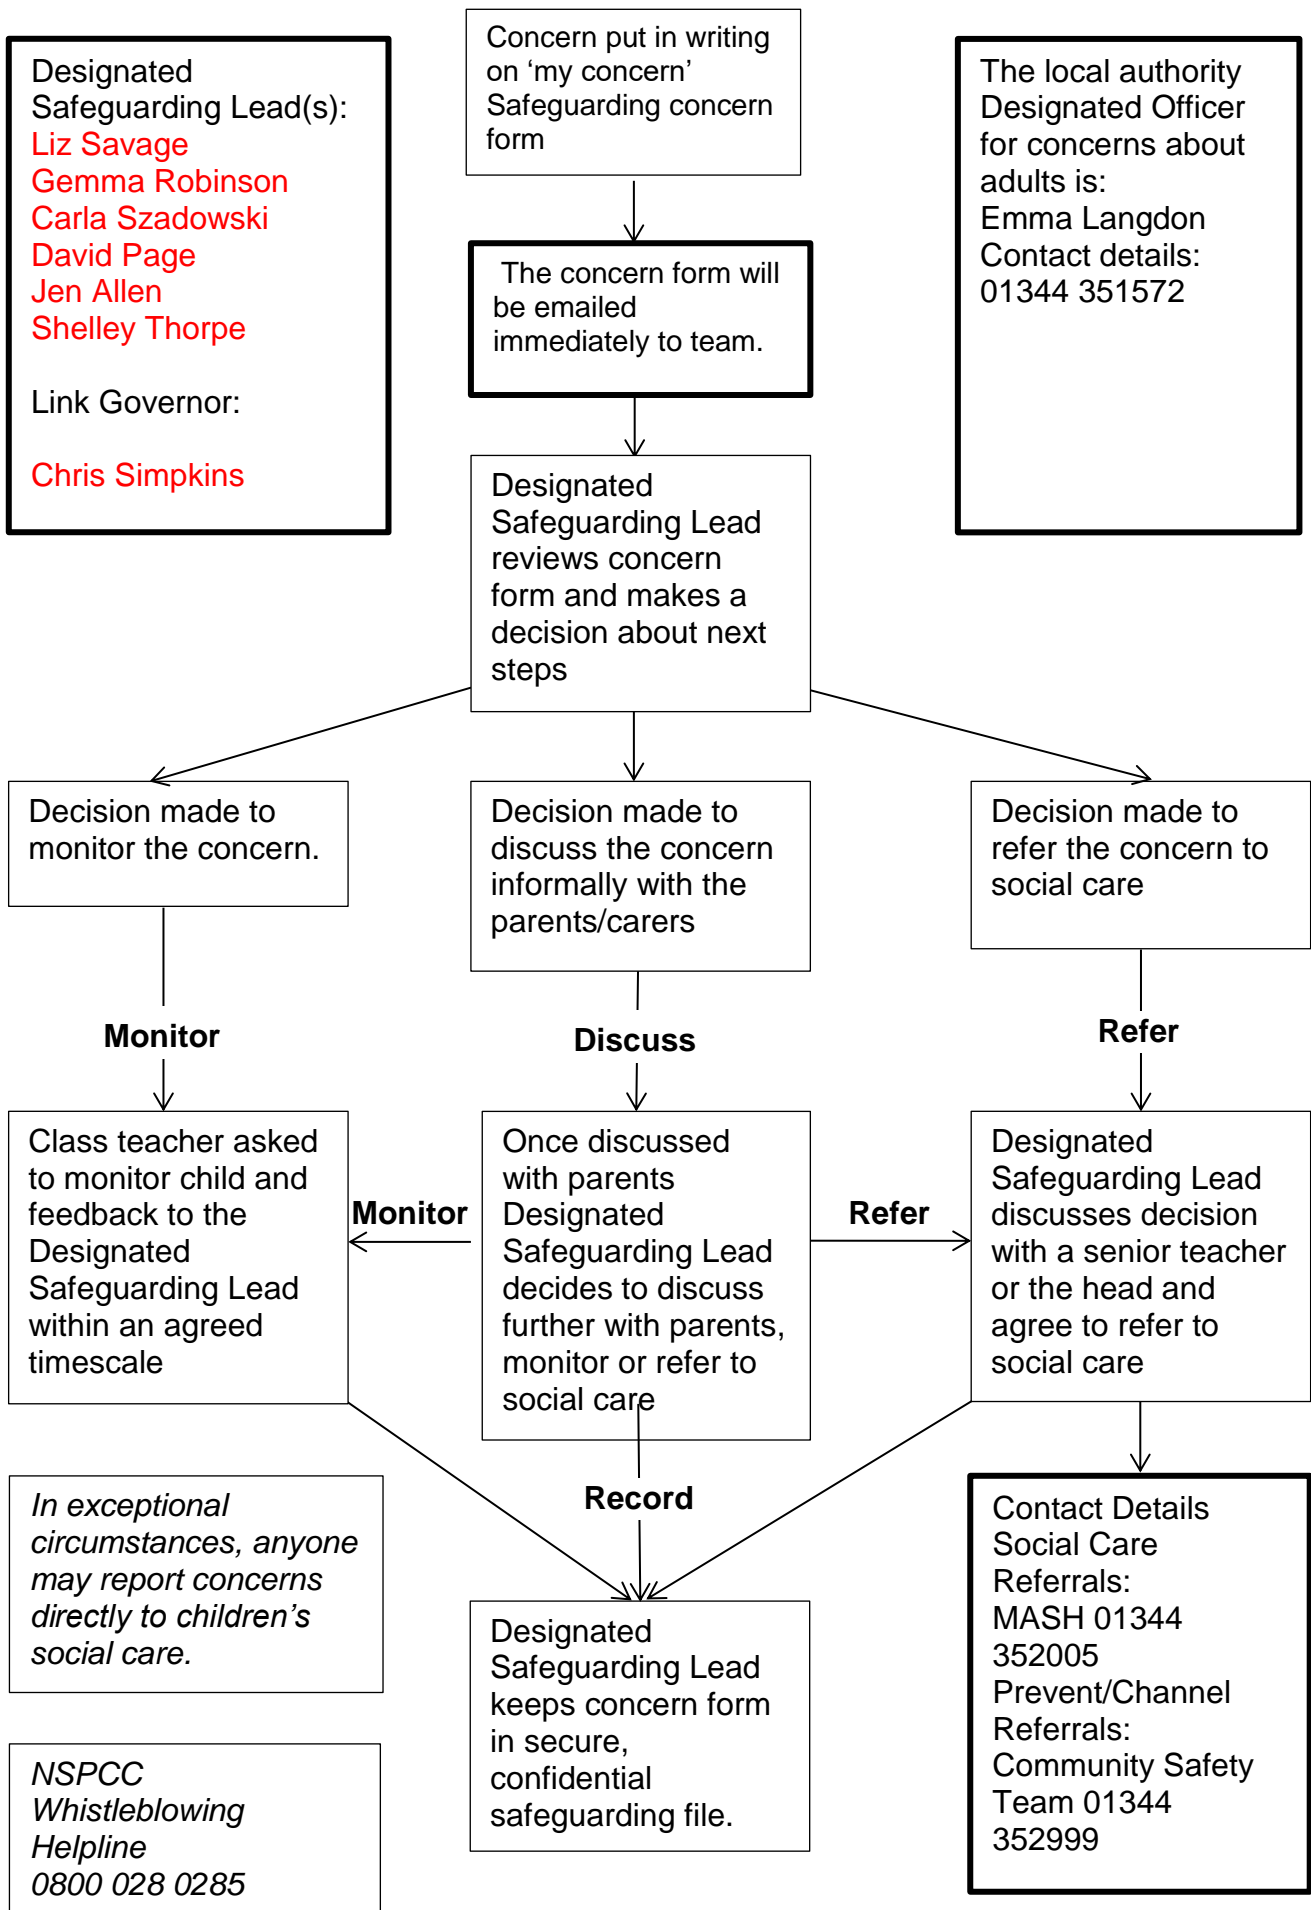 Designated
Safeguarding Lead(s):
Liz Savage
Gemma Robinson
Carla Szadowski
David Page
Jen Allen
Shelley Thorpe
Link Governor:
Chris Simpkins
Concern put in writing
on ‘my concern’
Safeguarding concern
form
The local authority
Designated Officer
for concerns about
adults is:
Emma Langdon
Contact details:
01344 351572
The concern form will
be emailed
immediately to team.
Designated
Safeguarding Lead
reviews concern
form and makes a
decision about next
steps
Decision made to
monitor the concern.
Decision made to
discuss the concern
informally with the
parents/carers
Decision made to
refer the concern to
social care
Monitor
Discuss
Refer
Class teacher asked
to monitor child and
feedback to the
Designated
Safeguarding Lead
within an agreed
timescale
Monitor
Once discussed
with parents
Designated
Safeguarding Lead
decides to discuss
further with parents,
monitor or refer to
social care
Refer
Designated
Safeguarding Lead
discusses decision
with a senior teacher
or the head and
agree to refer to
social care
In exceptional
circumstances, anyone
may report concerns
directly to children’s
social care.
Record
Contact Details
Social Care
Referrals:
MASH 01344
352005
Prevent/Channel
Referrals:
Community Safety
Team 01344
352999
Designated
Safeguarding Lead
keeps concern form
in secure,
confidential
safeguarding file.
NSPCC
Whistleblowing
Helpline
0800 028 0285